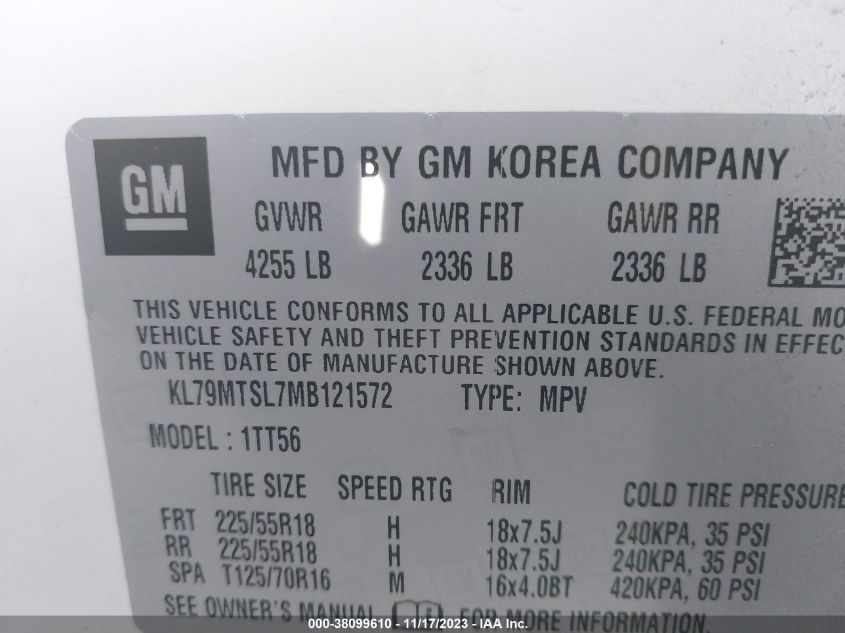 GM
MFD BY GM KOREA COMPANY
GVWR GAWR FRT GAWR RR
4255 LB 2336 LB 2336 LB
THIS VEHICLE CONFORMS TO ALL APPLICABLE U.S. FEDERAL MO
VEHICLE SAFETY AND THEFT PREVENTION STANDARDS IN EFFEC
ON THE DATE OF MANUFACTURE SHOWN ABOVE.
KL79MTSL7MB121572 TYPE: MPV
MODEL : 1TT56
TIRE SIZE SPEED RTG RIM COLD TIRE PRESSURE
FRT 225/55R18 H 18x7.5J 240KPA, 35 PSI
RR 225/55R18 H 18x7.5J 240KPA, 35 PSI
SPA T125/70R16 M 16x4.0BT 420KPA, 60 PSI
SEE OWNER'S MANUAL FOR MORE INFORMATION.
000-38099610 - 11/17/2023 - IAA Inc.